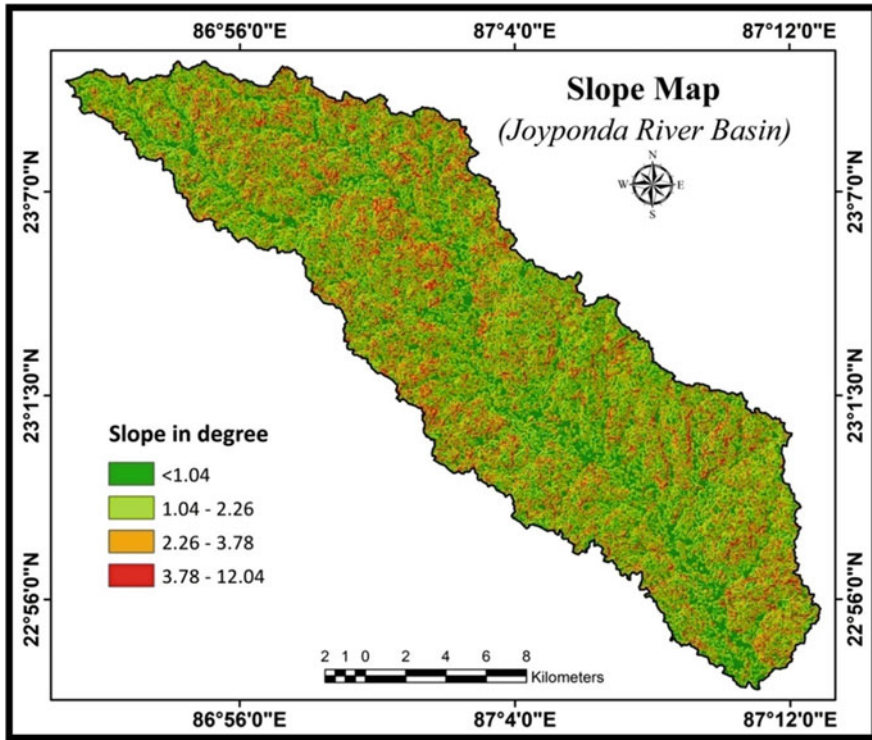 86°56'0"E 87°4'0"E 87°12'0"E
Slope Map
(Joyponda River Basin)
N
W E
S
23°7'0"N 23°7'0"N
23°1'30"N 23°1'30"N
Slope in degree
<1.04
1.04 - 2.26
2.26 - 3.78
3.78 - 12.04
22°56'0"N 22°56'0"N
2 1 0 2 4 6 8
Kilometers
86°56'0"E 87°4'0"E 87°12'0"E